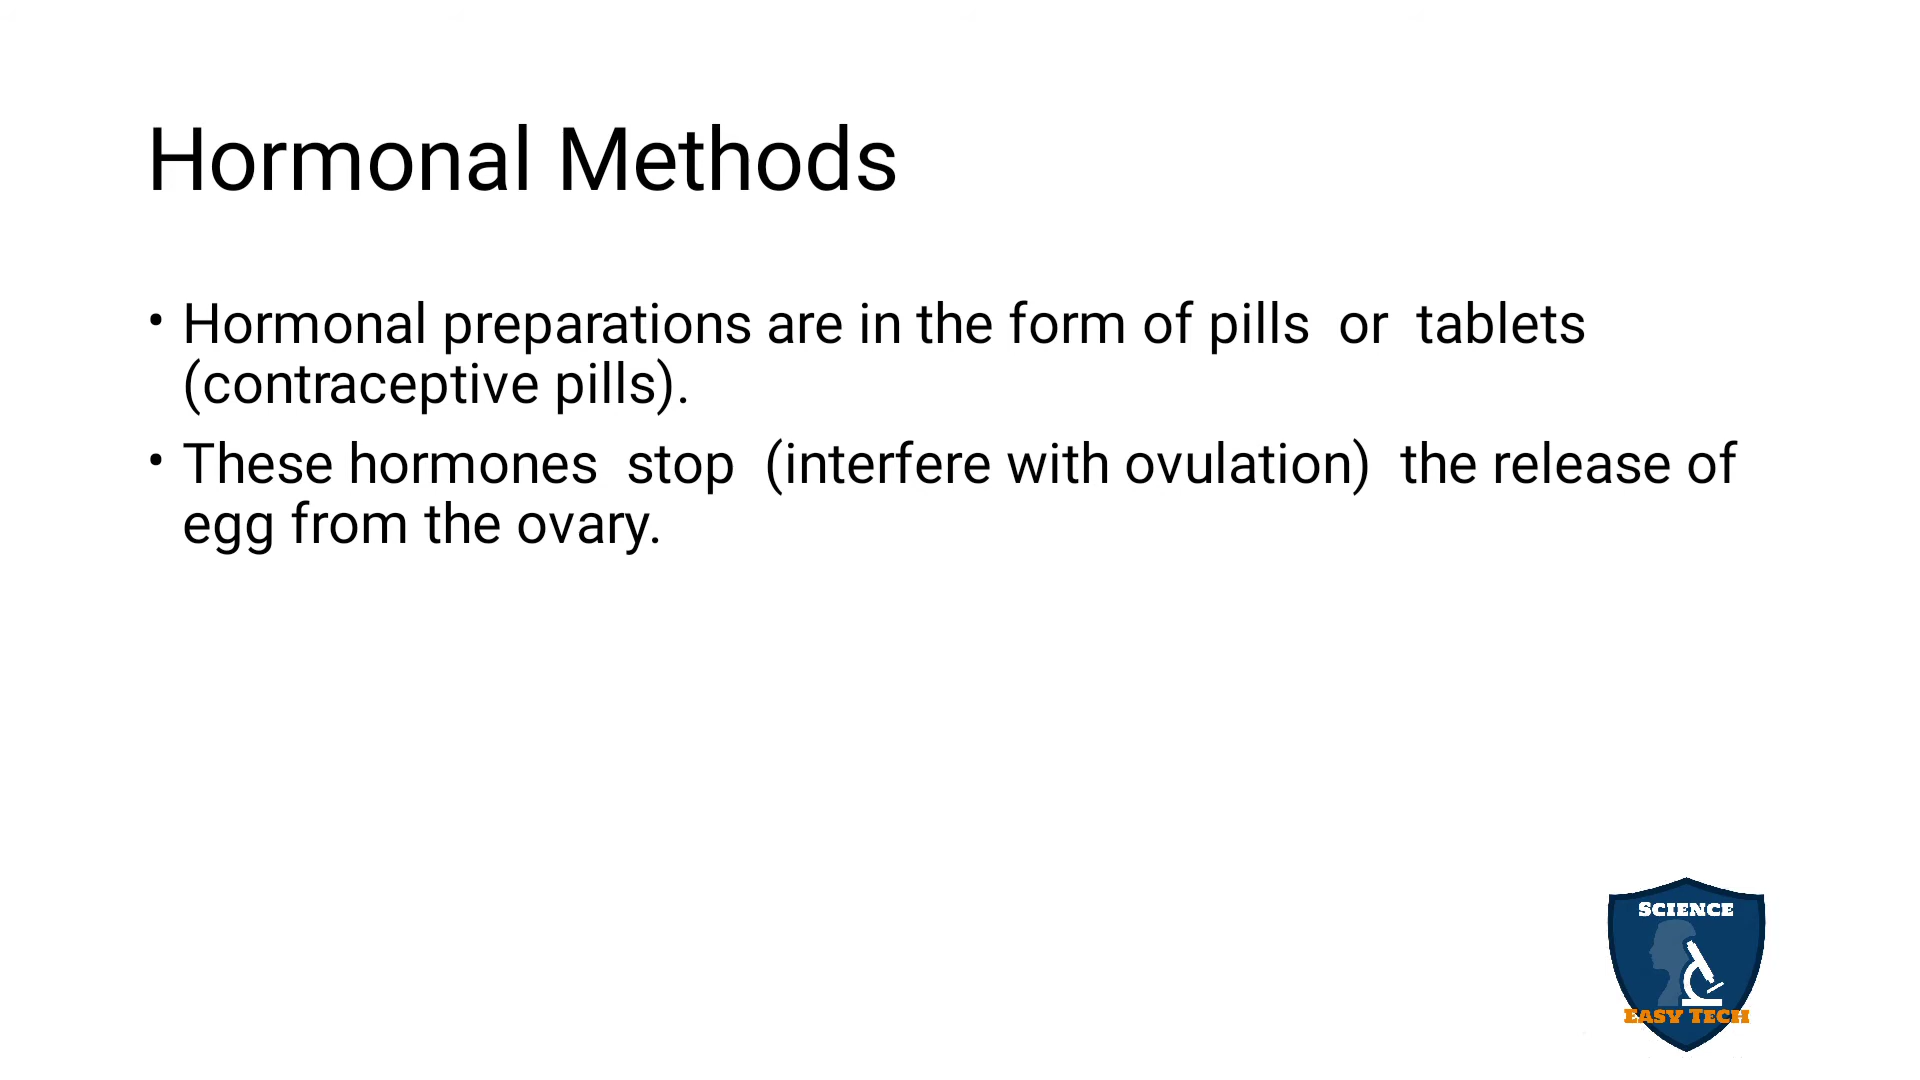 Hormonal Methods
• Hormonal preparations are in the form of pills or tablets
(contraceptive pills).
• These hormones stop (interfere with ovulation) the release of
egg from the ovary.
SCIENCE
EASY TECH